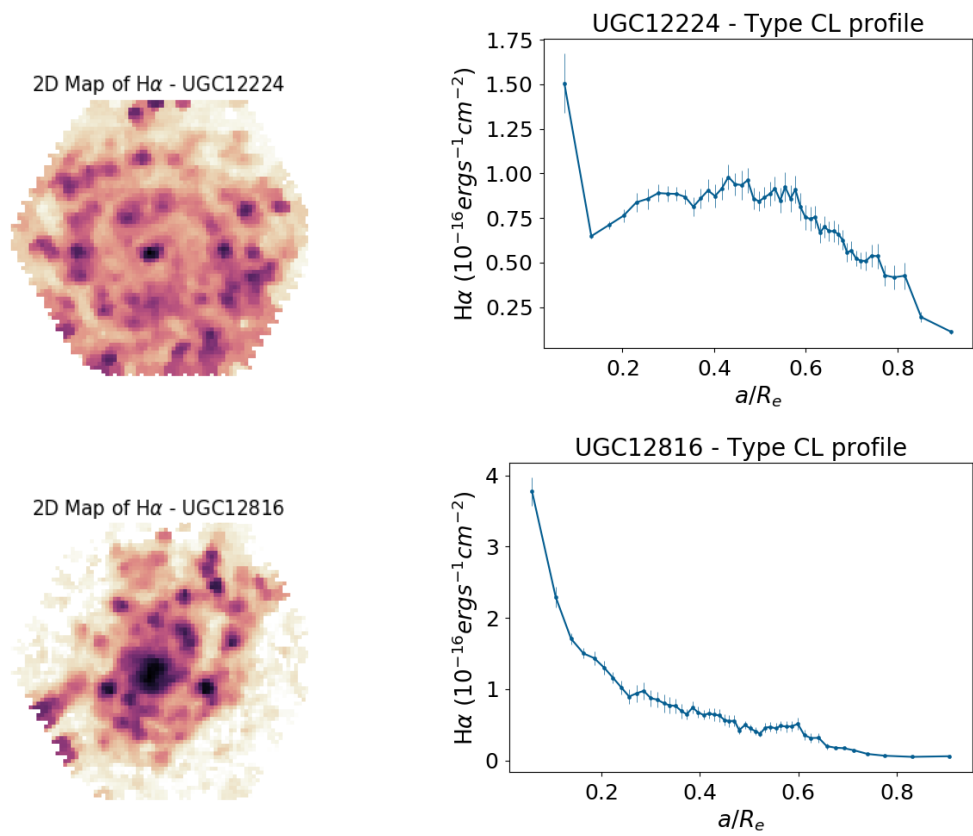 2D Map of Hα - UGC12224
UGC12224 - Type CL profile
Hα (10⁻¹⁶ergs⁻¹cm⁻²)
1.75
1.50
1.25
1.00
0.75
0.50
0.25
0.2 0.4 0.6 0.8
a/Rₑ
2D Map of Hα - UGC12816
UGC12816 - Type CL profile
Hα (10⁻¹⁶ergs⁻¹cm⁻²)
4
3
2
1
0
0.2 0.4 0.6 0.8
a/Rₑ